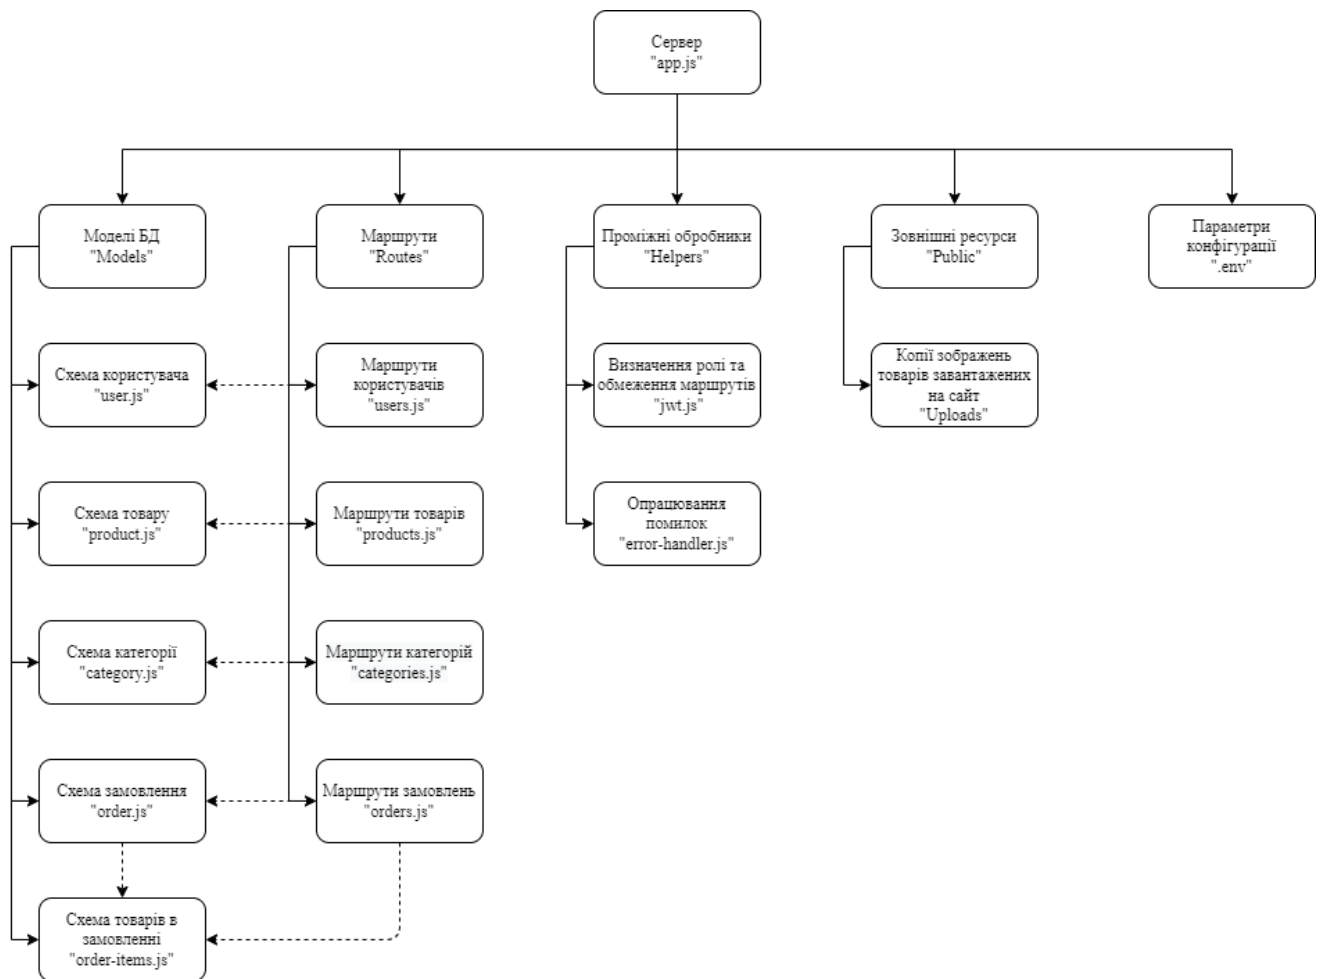 Сервер
"app.js"
Моделі БД
"Models"
Маршрути
"Routes"
Проміжні обробники
"Helpers"
Зовнішні ресурси
"Public"
Параметри
конфігурації
".env"
Схема користувача
"user.js"
Маршрути
користувачів
"users.js"
Визначення ролі та
обмеження маршрутів
"jwt.js"
Копії зображень
товарів завантажених
на сайт
"Uploads"
Схема товару
"product.js"
Маршрути товарів
"products.js"
Опрацювання
помилок
"error-handler.js"
Схема категорії
"category.js"
Маршрути категорій
"categories.js"
Схема замовлення
"order.js"
Маршрути замовлень
"orders.js"
Схема товарів в
замовленні
"order-items.js"